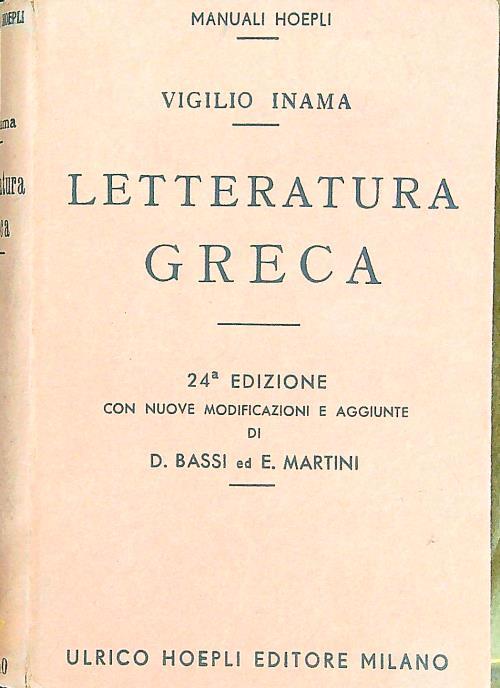 MANUALI HOEPLI
VIGILIO INAMA
LETTERATURA
GRECA
24ª EDIZIONE
CON NUOVE MODIFICAZIONI E AGGIUNTE
DI
D. BASSI ed E. MARTINI
ULRICO HOEPLI EDITORE MILANO
HOEPLI